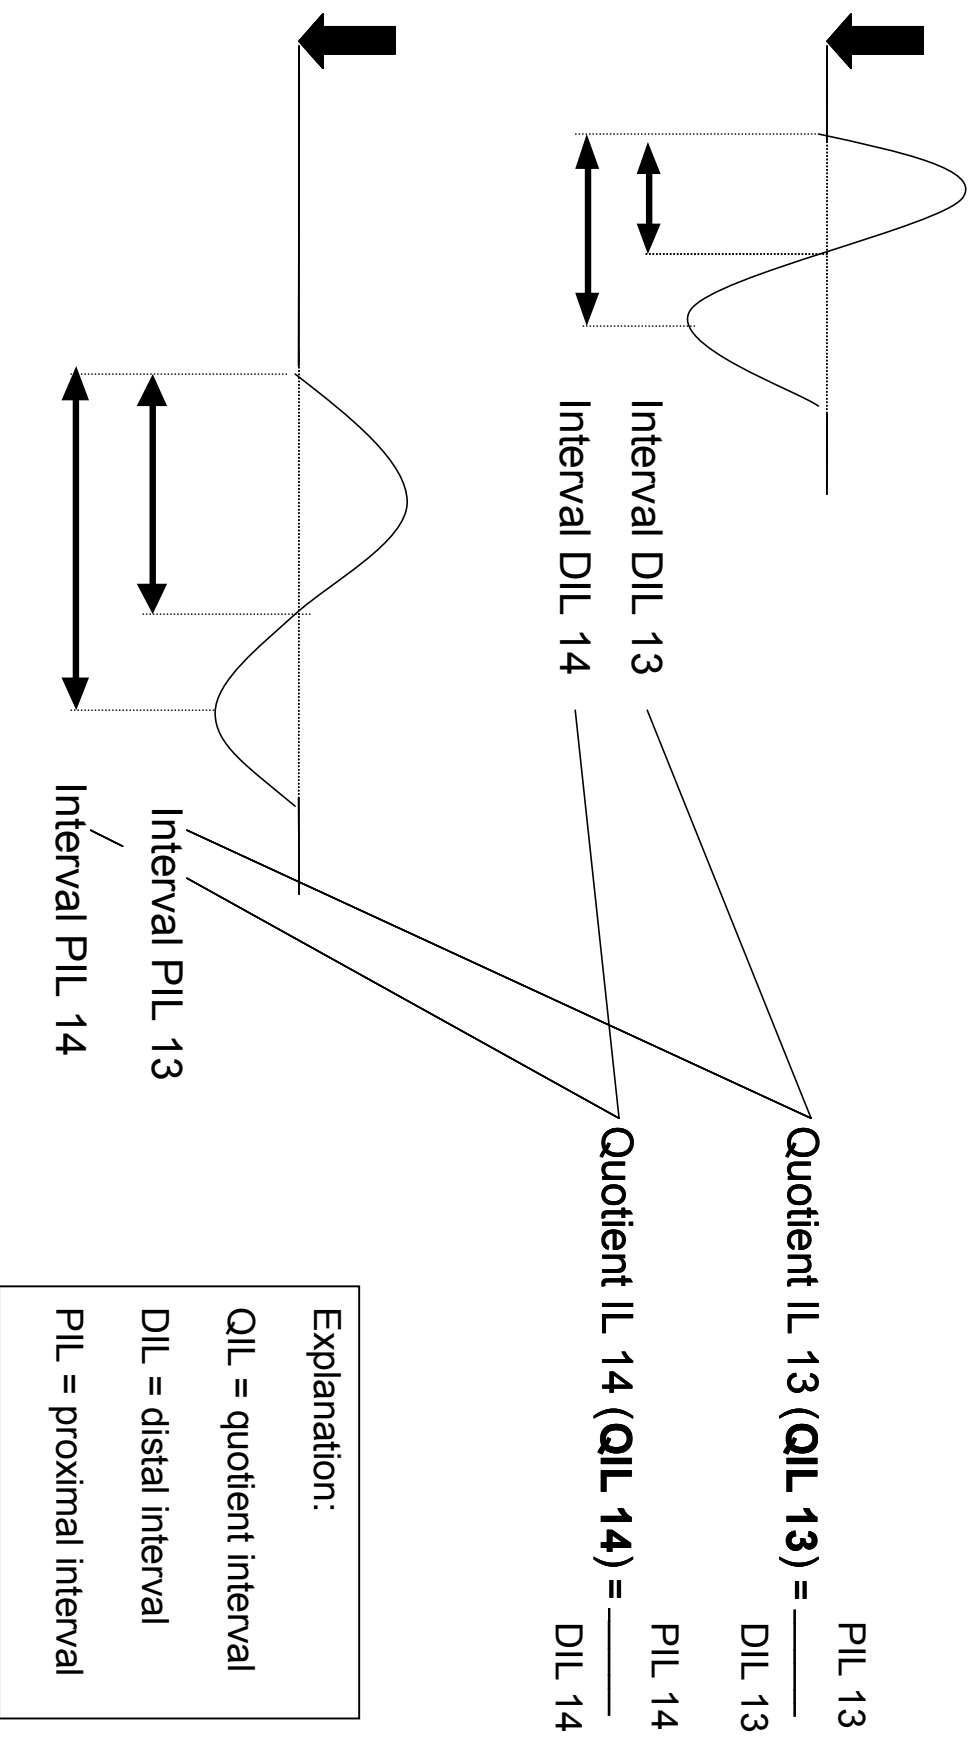 Interval DIL 13
Interval DIL 14
Interval PIL 13
Interval PIL 14
Quotient IL 13 (QIL 13) =
PIL 13
DIL 13
Quotient IL 14 (QIL 14) =
PIL 14
DIL 14
Explanation:
QIL = quotient interval
DIL = distal interval
PIL = proximal interval